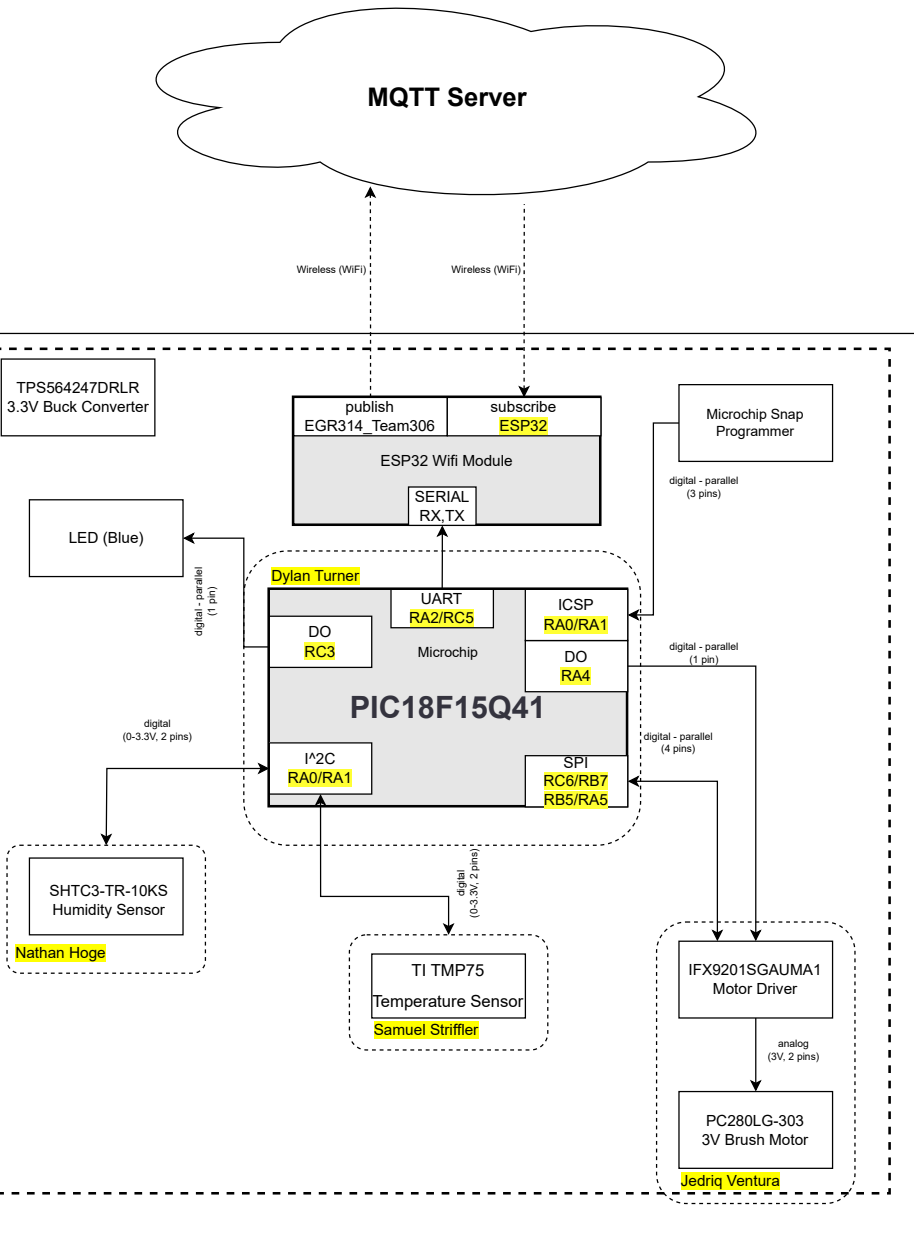 MQTT Server
Wireless (WiFi)
Wireless (WiFi)
TPS564247DRLR
3.3V Buck Converter
publish
EGR314_Team306
subscribe
ESP32
ESP32 Wifi Module
SERIAL
RX,TX
Microchip Snap
Programmer
digital - parallel
(3 pins)
LED (Blue)
digital - parallel
(1 pin)
Dylan Turner
UART
RA2/RC5
ICSP
RA0/RA1
DO
RC3
Microchip
DO
RA4
digital - parallel
(1 pin)
PIC18F15Q41
digital
(0-3.3V, 2 pins)
I^2C
RA0/RA1
SPI
RC6/RB7
RB5/RA5
digital - parallel
(4 pins)
digital
(0-3.3V, 2 pins)
SHTC3-TR-10KS
Humidity Sensor
Nathan Hoge
TI TMP75
Temperature Sensor
Samuel Striffler
IFX9201SGAUMA1
Motor Driver
analog
(3V, 2 pins)
PC280LG-303
3V Brush Motor
Jedriq Ventura